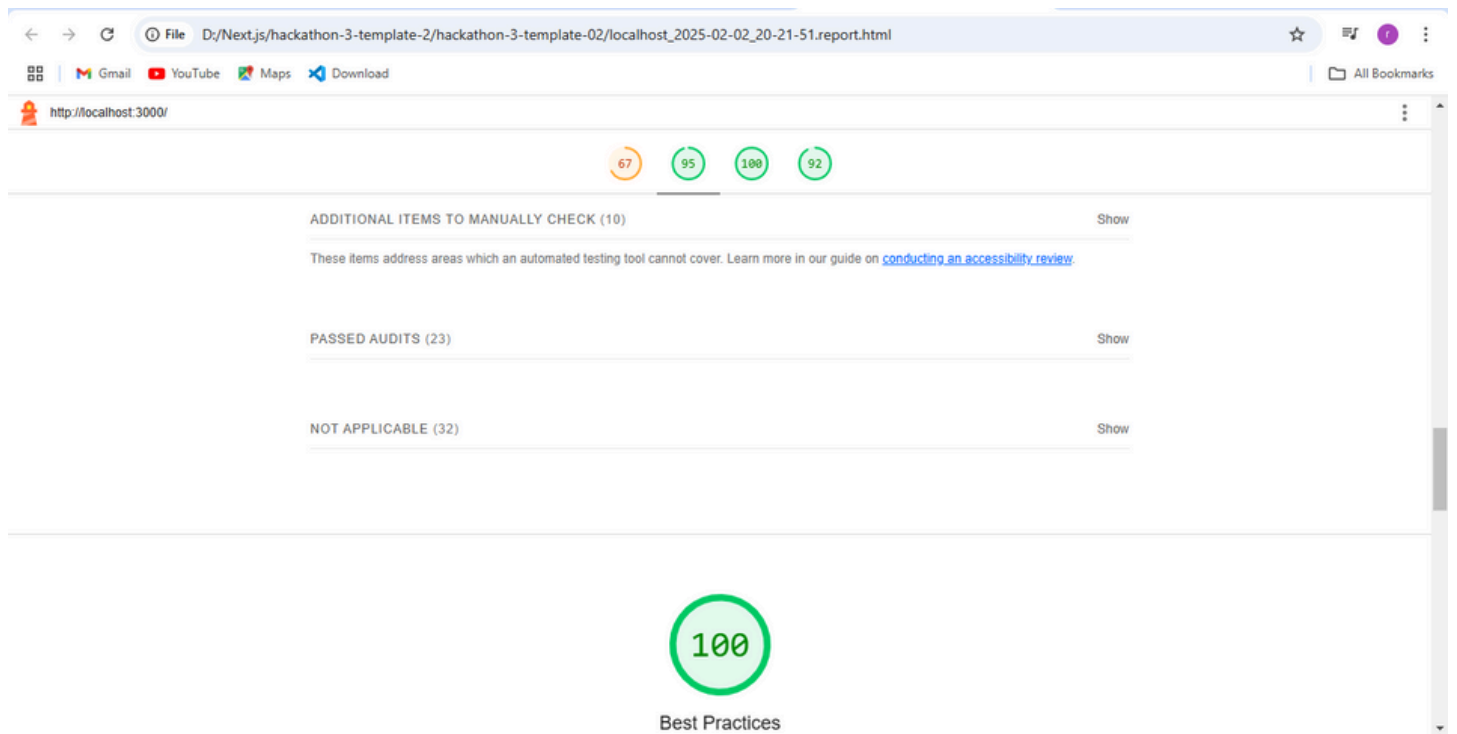 File D:/Next.js/hackathon-3-template-2/hackathon-3-template-02/localhost_2025-02-02_20-21-51.report.html r
Gmail YouTube Maps Download All Bookmarks
http://localhost:3000/
67 95 100 92
ADDITIONAL ITEMS TO MANUALLY CHECK (10) Show
These items address areas which an automated testing tool cannot cover. Learn more in our guide on conducting an accessibility review.
PASSED AUDITS (23) Show
NOT APPLICABLE (32) Show
100
Best Practices